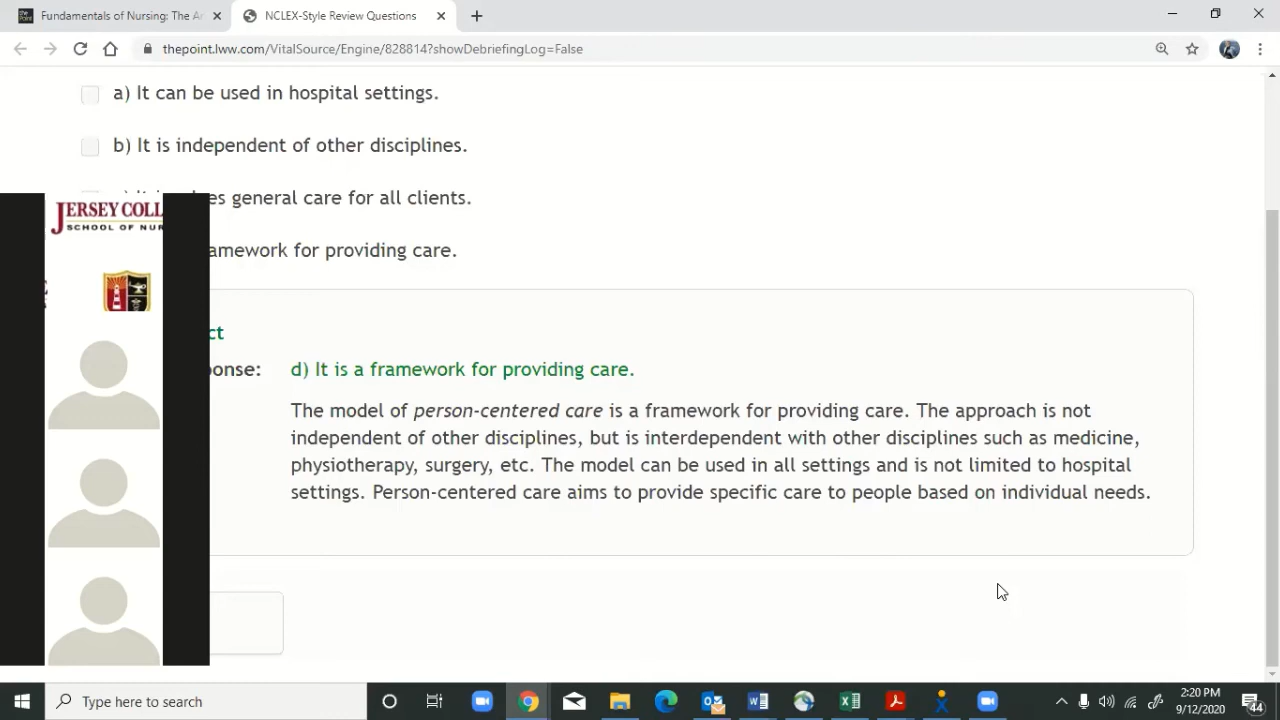 Fundamentals of Nursing: The A
NCLEX-Style Review Questions
thepoint.lww.com/VitalSource/Engine/828814?showDebriefingLog=False
a) It can be used in hospital settings.
b) It is independent of other disciplines.
general care for all clients.
amework for providing care.
JERSEY COLL
SCHOOL OF NUR
ct
ponse: d) It is a framework for providing care.
The model of person-centered care is a framework for providing care. The approach is not
independent of other disciplines, but is interdependent with other disciplines such as medicine,
physiotherapy, surgery, etc. The model can be used in all settings and is not limited to hospital
settings. Person-centered care aims to provide specific care to people based on individual needs.
Type here to search
2:20 PM
9/12/2020
44